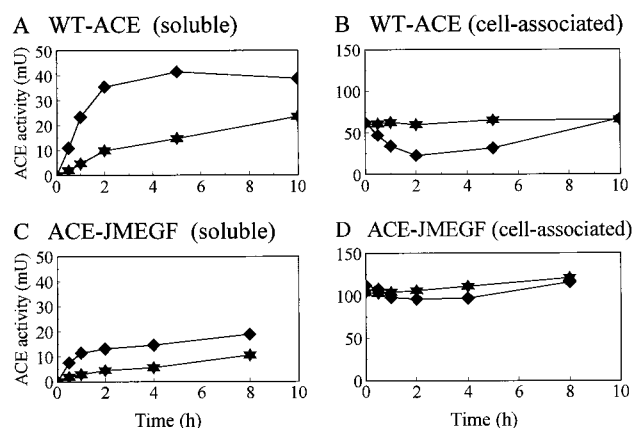 A WT-ACE (soluble)
B WT-ACE (cell-associated)
ACE activity (mU)
50
40
30
20
10
0
0 2 4 6 8 10
150
100
50
0
0 2 4 6 8 10
C ACE-JMEGF (soluble)
D ACE-JMEGF (cell-associated)
ACE activity (mU)
50
40
30
20
10
0
0 2 4 6 8 10
Time (h)
150
100
50
0
0 2 4 6 8 10
Time (h)